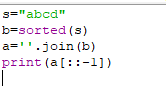 s="abcd"
b=sorted(s)
a=''.join(b)
print(a[::-1])